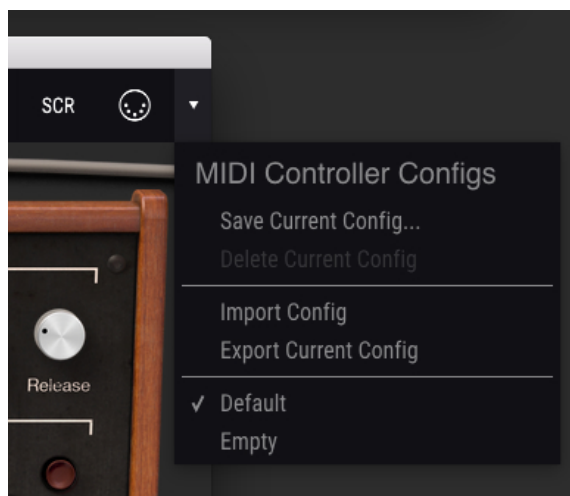 SCR
MIDI Controller Configs
Save Current Config...
Delete Current Config
Import Config
Export Current Config
Release
✓ Default
Empty